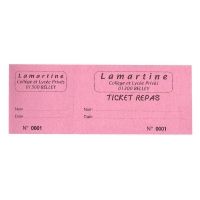 Lamartine
Collège et Lycée Privés
01300 BELLEY
Nom
Date
N° 0001
Lamartine
Collège et Lycée Privés
01300 BELLEY
TICKET REPAS
Nom
Date
N° 0001